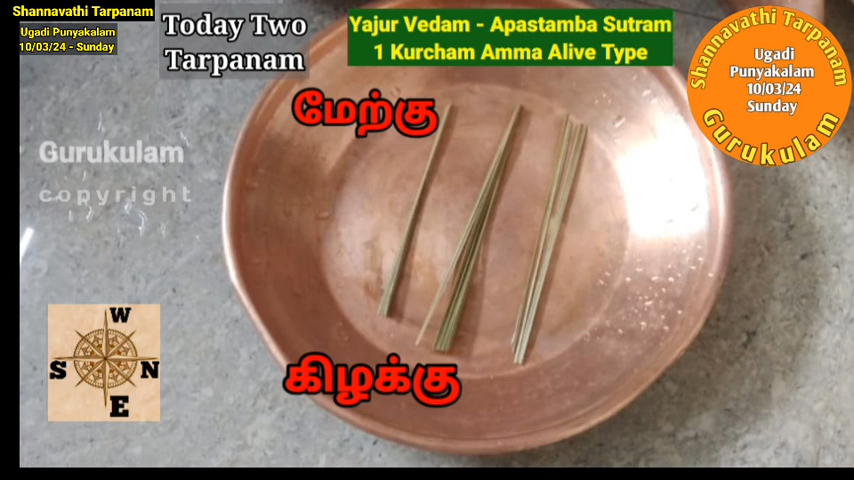 Shannavathi Tarpanam
Ugadi Punyakalam
10/03/24 - Sunday
Today Two
Tarpanam
Yajur Vedam - Apastamba Sutram
1 Kurcham Amma Alive Type
Shannavathi Tarpanam
Ugadi
Punyakalam
10/03/24
Sunday
Gurukulam
மேற்கு
Gurukulam
copyright
W
S N
E
கிழக்கு